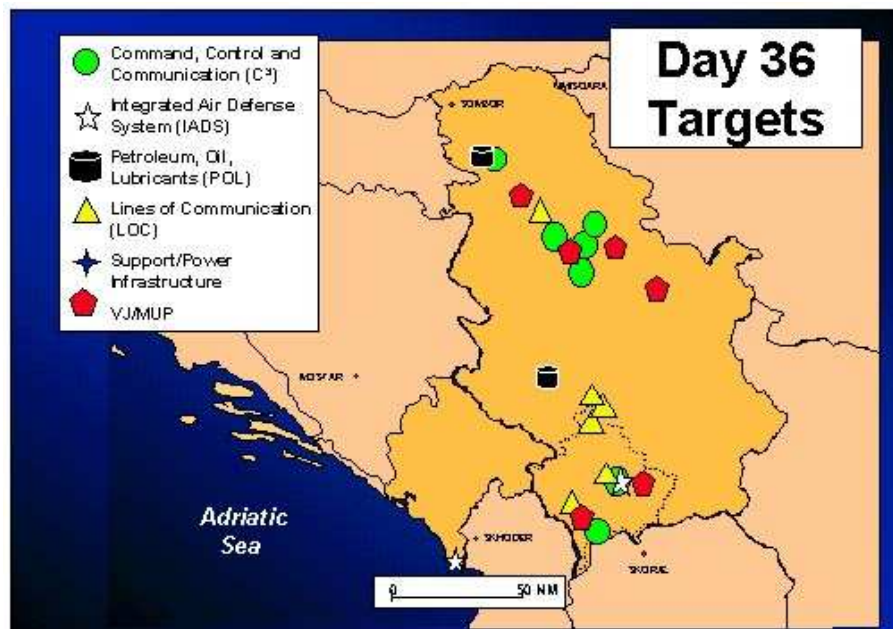 Day 36
Targets
Command, Control and
Communication (C³)
Integrated Air Defense
System (IADS)
Petroleum, Oil,
Lubricants (POL)
Lines of Communication
(LOC)
Support/Power
Infrastructure
VJ/MUP
SOMBOR
MOSTAR
Adriatic
Sea
SKHODER
SKOPJE
0
50 NM